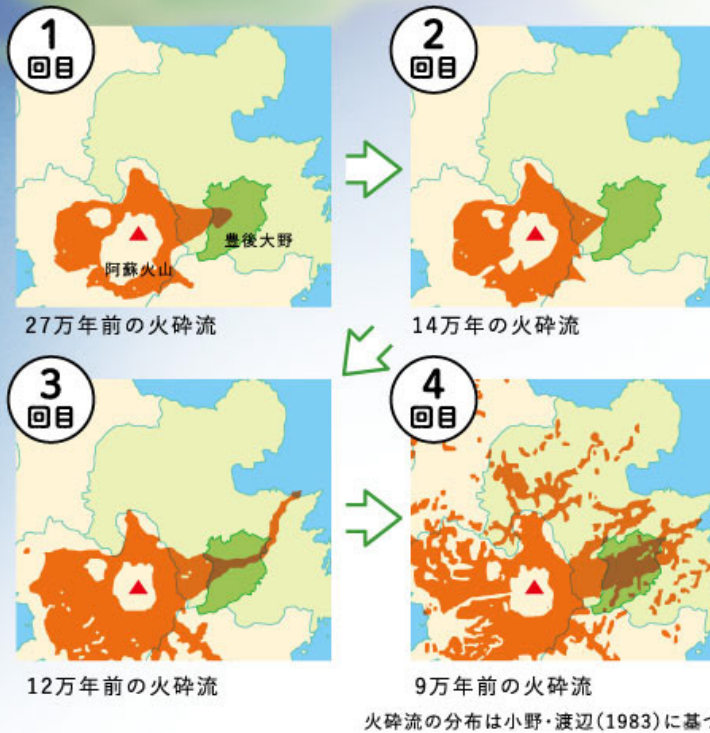 1
回目
豊後大野
阿蘇火山
27万年前の火砕流
2
回目
14万年の火砕流
3
回目
12万年前の火砕流
4
回目
9万年前の火砕流
火砕流の分布は小野・渡辺(1983)に基づ